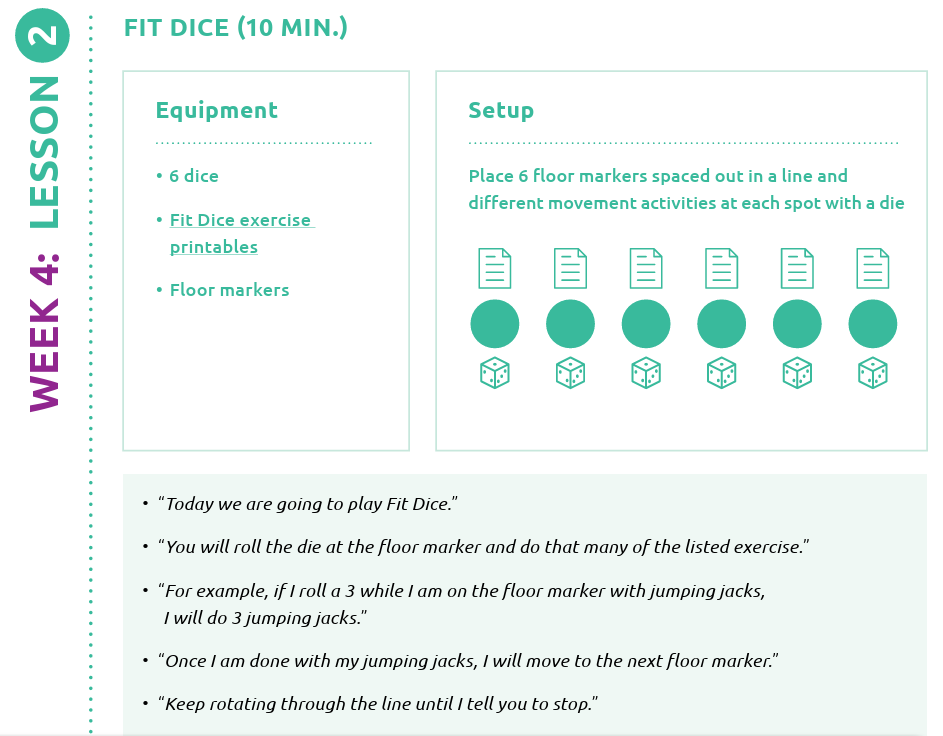 WEEK 4: LESSON 2
FIT DICE (10 MIN.)
Equipment
• 6 dice
• Fit Dice exercise
printables
• Floor markers
Setup
Place 6 floor markers spaced out in a line and
different movement activities at each spot with a die
• “Today we are going to play Fit Dice.”
• “You will roll the die at the floor marker and do that many of the listed exercise.”
• “For example, if I roll a 3 while I am on the floor marker with jumping jacks,
I will do 3 jumping jacks.”
• “Once I am done with my jumping jacks, I will move to the next floor marker.”
• “Keep rotating through the line until I tell you to stop.”